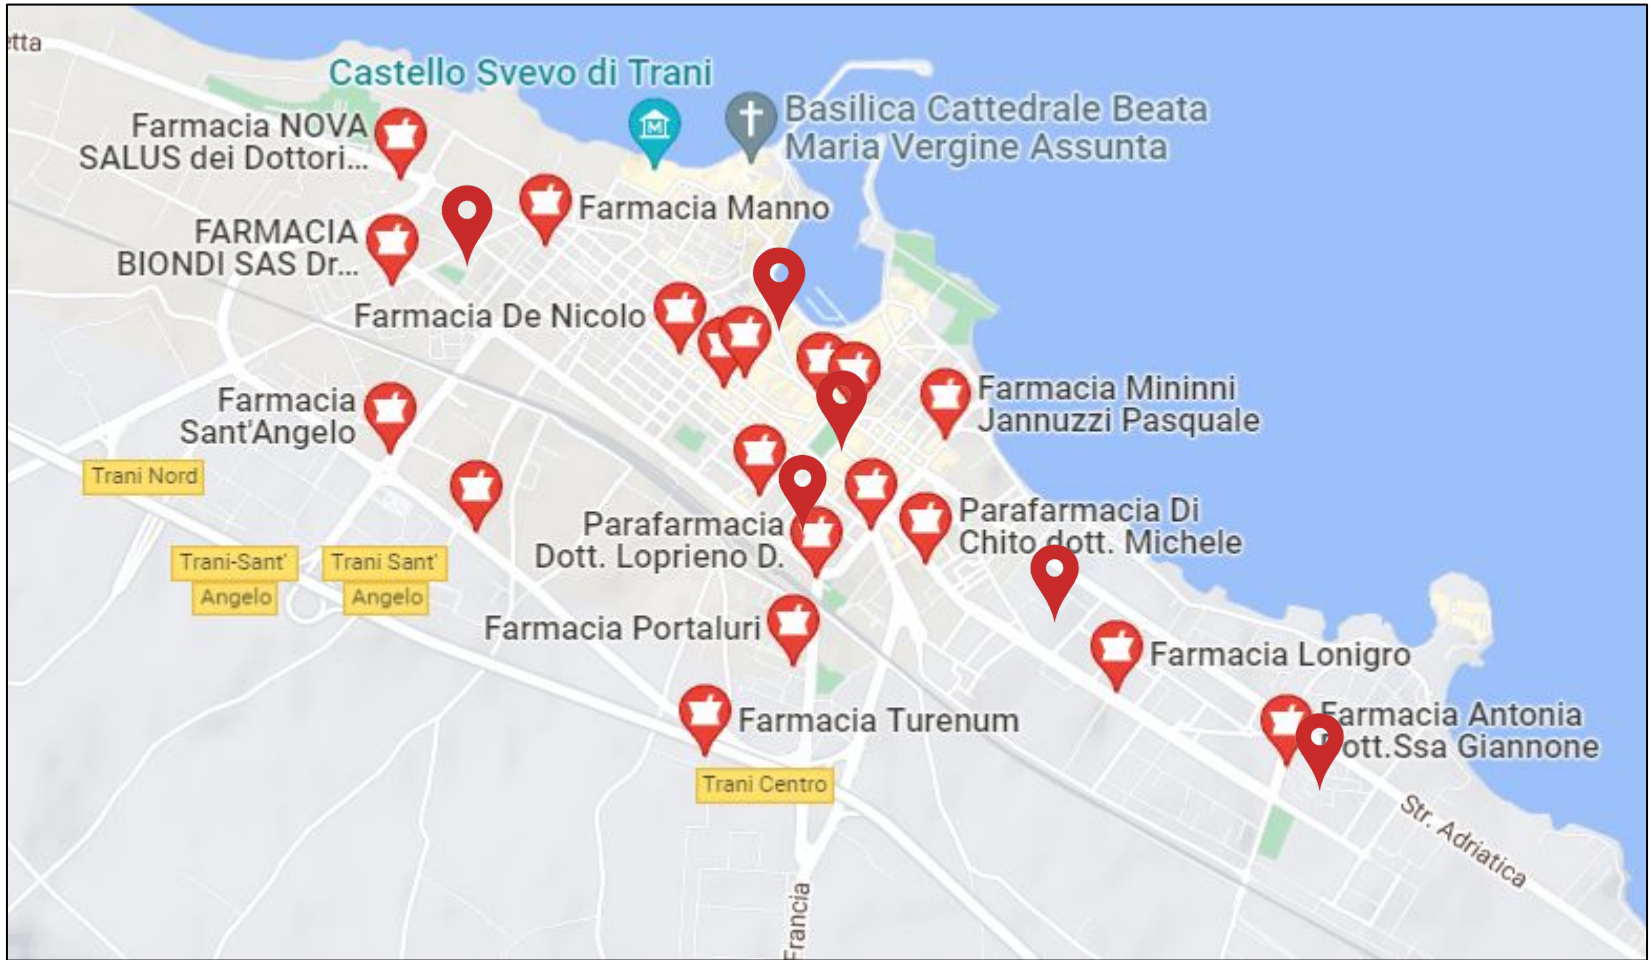 etta
Castello Svevo di Trani
Basilica Cattedrale Beata
Maria Vergine Assunta
Farmacia NOVA
SALUS dei Dottori...
Farmacia Manno
FARMACIA
BIONDI SAS Dr...
Farmacia De Nicolo
Farmacia
Sant'Angelo
Farmacia Mininni
Jannuzzi Pasquale
Trani Nord
Parafarmacia
Dott. Loprieno D.
Parafarmacia Di
Chito dott. Michele
Trani-Sant'
Angelo
Trani Sant'
Angelo
Farmacia Portaluri
Farmacia Lonigro
Farmacia Turenum
Farmacia Antonia
Dott.Ssa Giannone
Trani Centro
Str. Adriatica
Francia